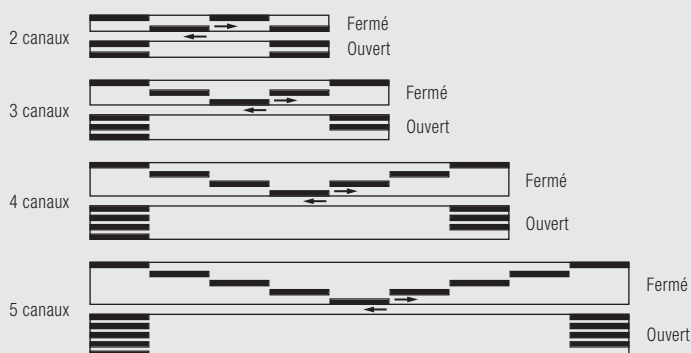 Fermé
2 canaux
Ouvert
Fermé
3 canaux
Ouvert
Fermé
4 canaux
Ouvert
Fermé
5 canaux
Ouvert